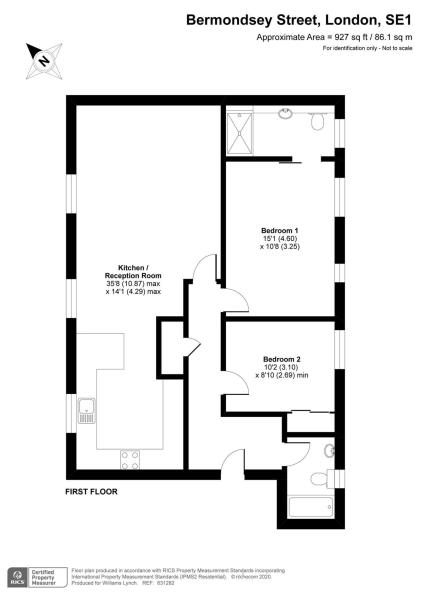 Bermondsey Street, London, SE1
Approximate Area = 927 sq ft / 86.1 sq m
For identification only - Not to scale
N
Bedroom 1
15'1 (4.60)
x 10'8 (3.25)
Kitchen /
Reception Room
35'8 (10.87) max
x 14'1 (4.29) max
Bedroom 2
10'2 (3.10)
x 8'10 (2.69) min
FIRST FLOOR
RICS
Certified
Property
Measurer
Floor plan produced in accordance with RICS Property Measurement Standards incorporating
International Property Measurement Standards (IPMS2 Residential). © nichecom 2020.
Produced for Williams Lynch. REF: 631282